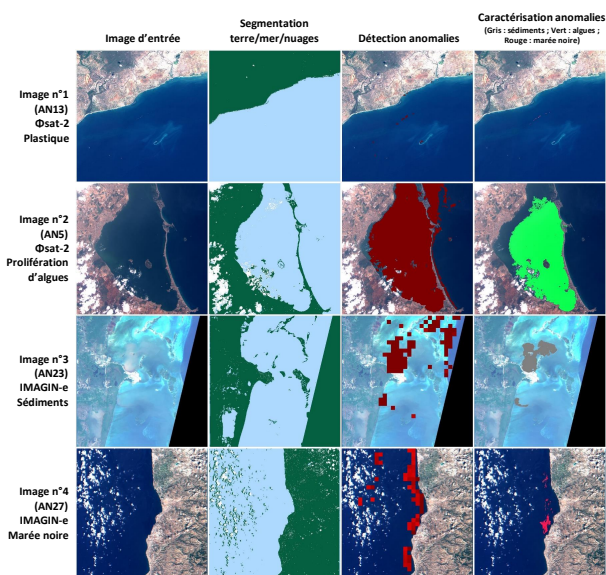 Image d'entrée
Segmentation
terre/mer/nuages
Détection anomalies
Caractérisation anomalies
(Gris : sédiments ; Vert : algues ;
Rouge : marée noire)
Image n°1
(AN13)
Φsat-2
Plastique
Image n°2
(AN5)
Φsat-2
Prolifération
d'algues
Image n°3
(AN23)
IMAGIN-e
Sédiments
Image n°4
(AN27)
IMAGIN-e
Marée noire